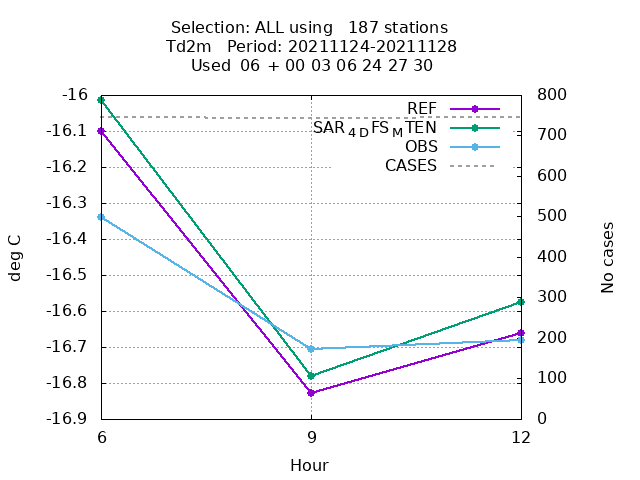 Selection: ALL using   187 stations
Td2m   Period: 20211124-20211128
Used  06 + 00 03 06 24 27 30
-16
-16.1
-16.2
-16.3
-16.4
-16.5
-16.6
-16.7
-16.8
-16.9
800
700
600
500
400
300
200
100
0
REF
SAR4DFSMTEN
OBS
CASES
deg C
No cases
6
9
12
Hour